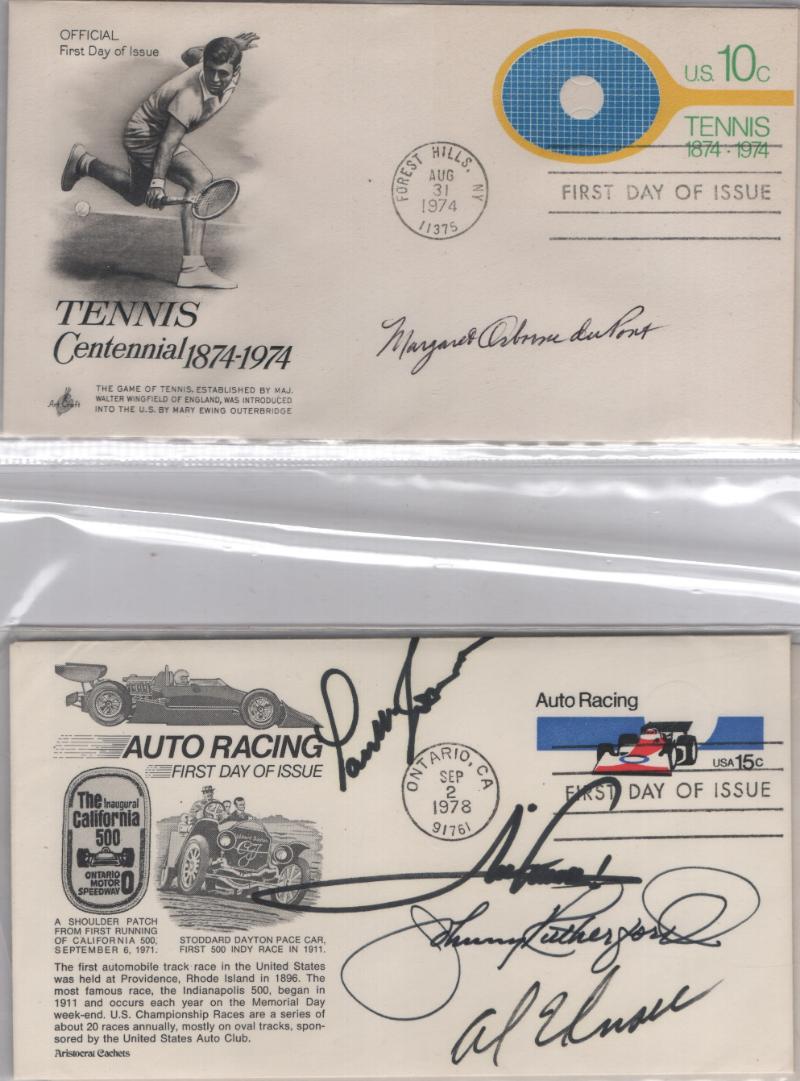 OFFICIAL
First Day of Issue
U.S. 10c
TENNIS
1874 · 1974
FOREST HILLS, NY
AUG
31
1974
11375
FIRST DAY OF ISSUE
Margaret Osborne duPont
TENNIS
Centennial 1874-1974
Art Craft
THE GAME OF TENNIS, ESTABLISHED BY MAJ.
WALTER WINGFIELD OF ENGLAND, WAS INTRODUCED
INTO THE U.S. BY MARY EWING OUTERBRIDGE
Auto Racing
USA 15c
AUTO RACING
FIRST DAY OF ISSUE
ONTARIO, CA
SEP
2
1978
91761
FIRST DAY OF ISSUE
The Inaugural
California
500
ONTARIO
MOTOR
SPEEDWAY
Johnny Rutherford
Al Unser
A SHOULDER PATCH
FROM FIRST RUNNING
OF CALIFORNIA 500,
SEPTEMBER 6, 1971.
STODDARD DAYTON PACE CAR,
FIRST 500 INDY RACE IN 1911.
The first automobile track race in the United States
was held at Providence, Rhode Island in 1896. The
most famous race, the Indianapolis 500, began in
1911 and occurs each year on the Memorial Day
week-end. U.S. Championship Races are a series of
about 20 races annually, mostly on oval tracks, spon-
sored by the United States Auto Club.
Aristocrat Cachets